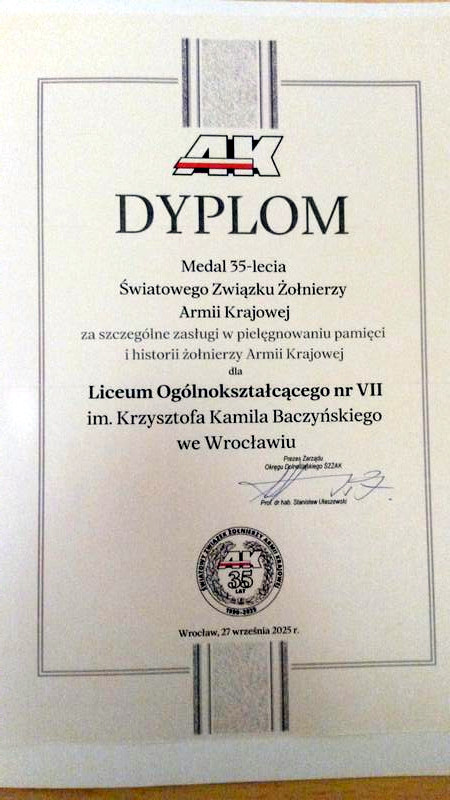 AK
DYPLOM
Medal 35-lecia
Światowego Związku Żołnierzy
Armii Krajowej
za szczególne zasługi w pielęgnowaniu pamięci
i historii żołnierzy Armii Krajowej
dla
Liceum Ogólnokształcącego nr VII
im. Krzysztofa Kamila Baczyńskiego
we Wrocławiu
Prezes Zarządu
Okręgu Dolnośląskiego ŚZŻAK
Prof. dr hab. Stanisław Ułaszewski
ŚWIATOWY ZWIĄZEK ŻOŁNIERZY ARMII KRAJOWEJ
AK
35
LAT
1990-2025
Wrocław, 27 września 2025 r.